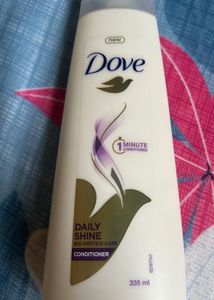 new
Dove
1 MINUTE
CONDITIONER
DAILY
SHINE
BIO-PROTEIN CARE
CONDITIONER
335 ml